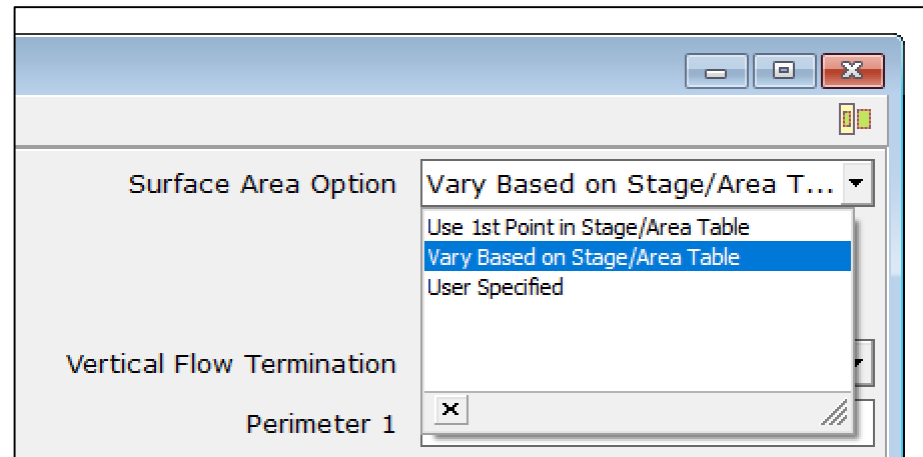 Surface Area Option Vary Based on Stage/Area T...
Use 1st Point in Stage/Area Table
Vary Based on Stage/Area Table
User Specified
Vertical Flow Termination
Perimeter 1